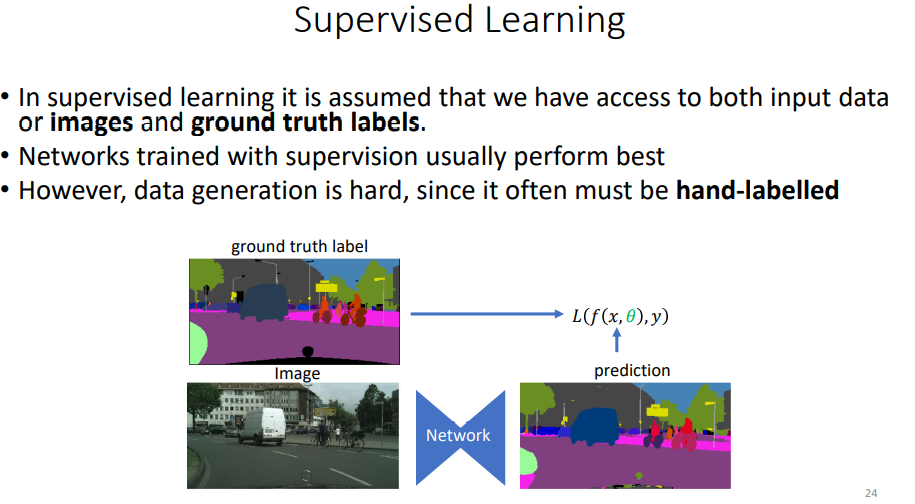 Supervised Learning
• In supervised learning it is assumed that we have access to both input data
or images and ground truth labels.
• Networks trained with supervision usually perform best
• However, data generation is hard, since it often must be hand-labelled
ground truth label
L(f(x,θ),y)
Image
prediction
Network
24